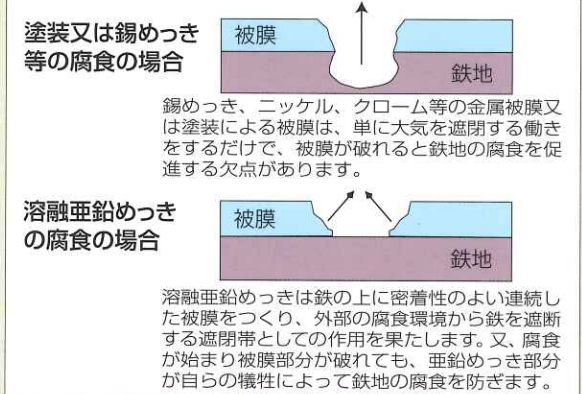 塗装又は錫めっき
等の腐食の場合
被膜
鉄地
錫めっき、ニッケル、クローム等の金属被膜又
は塗装による被膜は、単に大気を遮閉する働き
をするだけで、被膜が破れると鉄地の腐食を促
進する欠点があります。
溶融亜鉛めっき
の腐食の場合
被膜
鉄地
溶融亜鉛めっきは鉄の上に密着性のよい連続し
た被膜をつくり、外部の腐食環境から鉄を遮断
する遮閉帯としての作用を果たします。又、腐食
が始まり被膜部分が破れても、亜鉛めっき部分
が自らの犠牲によって鉄地の腐食を防ぎます。